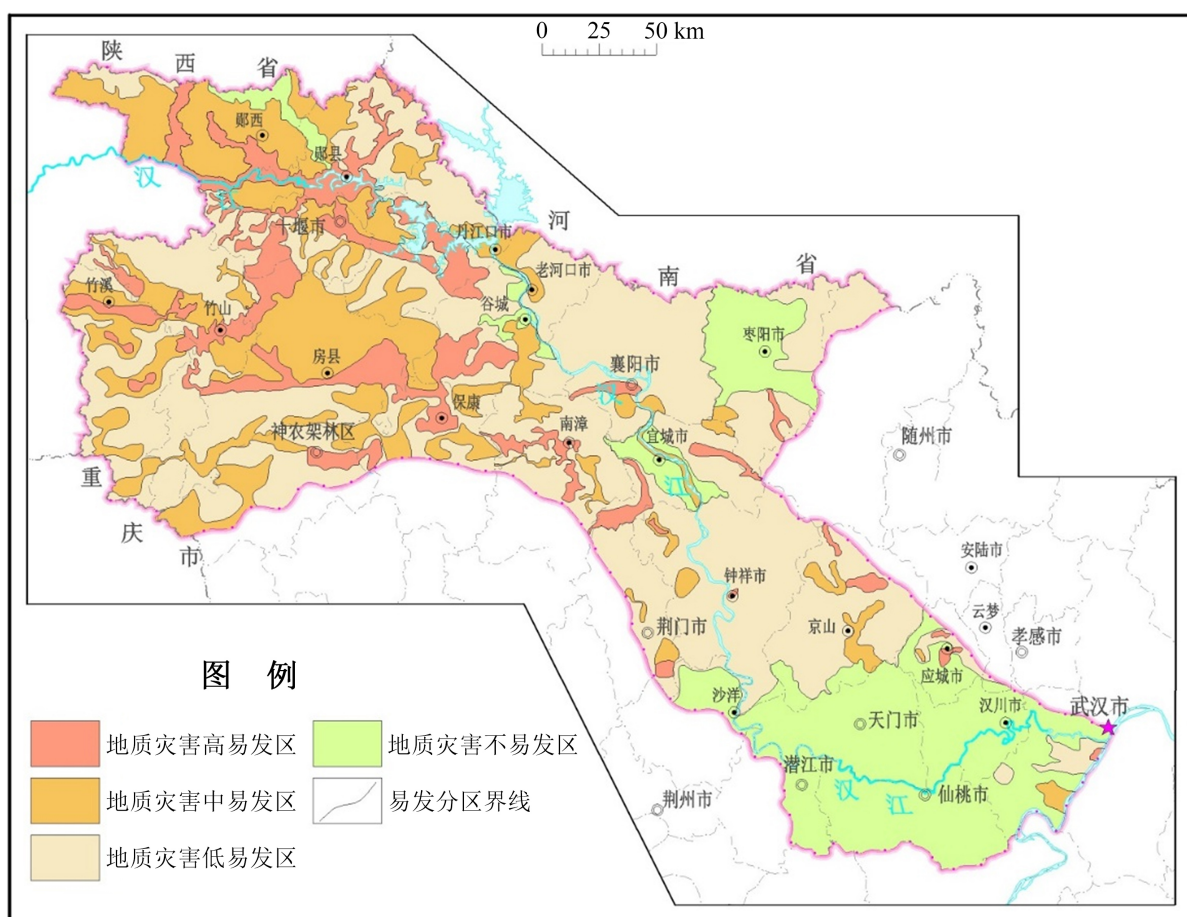 0 25 50 km
陕西省
郧西
郧县
汉江
十堰市
丹江口市
河南省
老河口市
竹溪
谷城
竹山
枣阳市
房县
襄阳市
汉江
保康
南漳
宜城市
神农架林区
随州市
重庆市
安陆市
钟祥市
云梦
京山
荆门市
孝感市
应城市
沙洋
天门市
汉川市
武汉市
潜江市
汉江
仙桃市
荆州市
图 例
地质灾害高易发区
地质灾害不易发区
地质灾害中易发区
易发分区界线
地质灾害低易发区